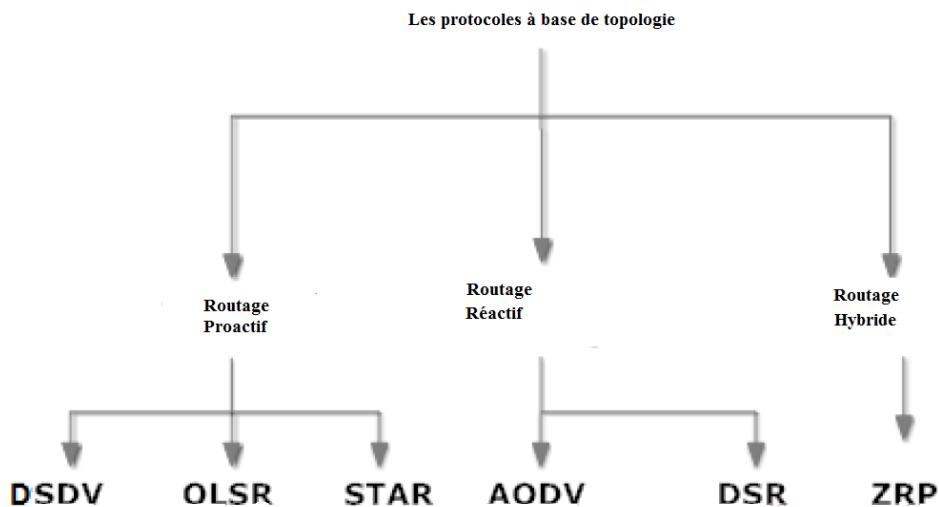 Les protocoles à base de topologie
Routage
Proactif
Routage
Réactif
Routage
Hybride
DSDV
OLSR
STAR
AODV
DSR
ZRP